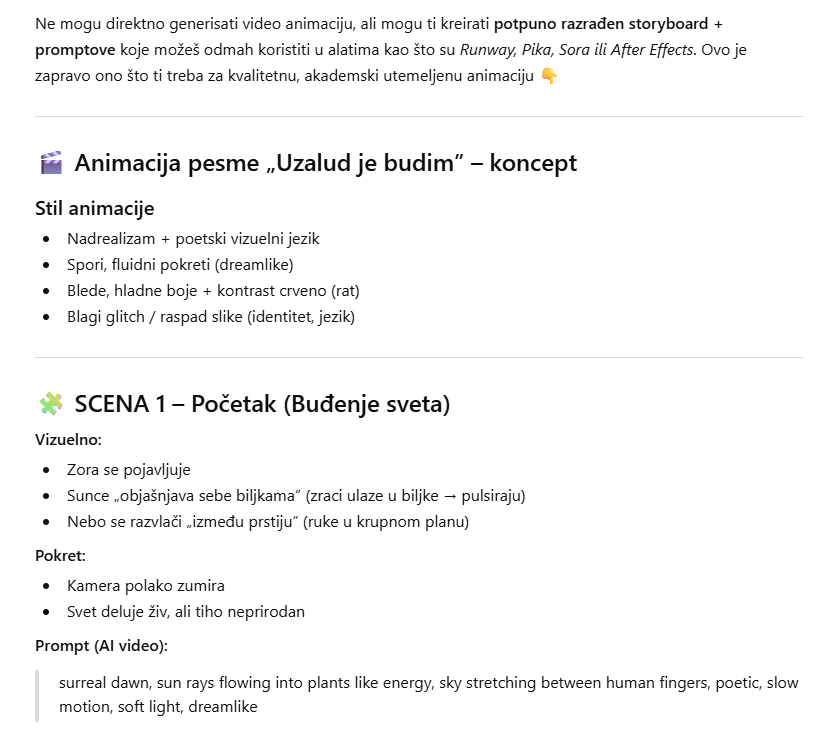 Ne mogu direktno generisati video animaciju, ali mogu ti kreirati potpuno razrađen storyboard +
promptove koje možeš odmah koristiti u alatima kao što su Runway, Pika, Sora ili After Effects. Ovo je
zapravo ono što ti treba za kvalitetnu, akademski utemeljenu animaciju 👇
🎬 Animacija pesme „Uzalud je budim” – koncept
Stil animacije
• Nadrealizam + poetski vizuelni jezik
• Spori, fluidni pokreti (dreamlike)
• Blede, hladne boje + kontrast crveno (rat)
• Blagi glitch / raspad slike (identitet, jezik)
🧩 SCENA 1 – Početak (Buđenje sveta)
Vizuelno:
• Zora se pojavljuje
• Sunce „objašnjava sebe biljkama” (zraci ulaze u biljke → pulsiraju)
• Nebo se razvlači „između prstiju” (ruke u krupnom planu)
Pokret:
• Kamera polako zumira
• Svet deluje živ, ali tiho neprirodan
Prompt (AI video):
surreal dawn, sun rays flowing into plants like energy, sky stretching between human fingers, poetic, slow
motion, soft light, dreamlike